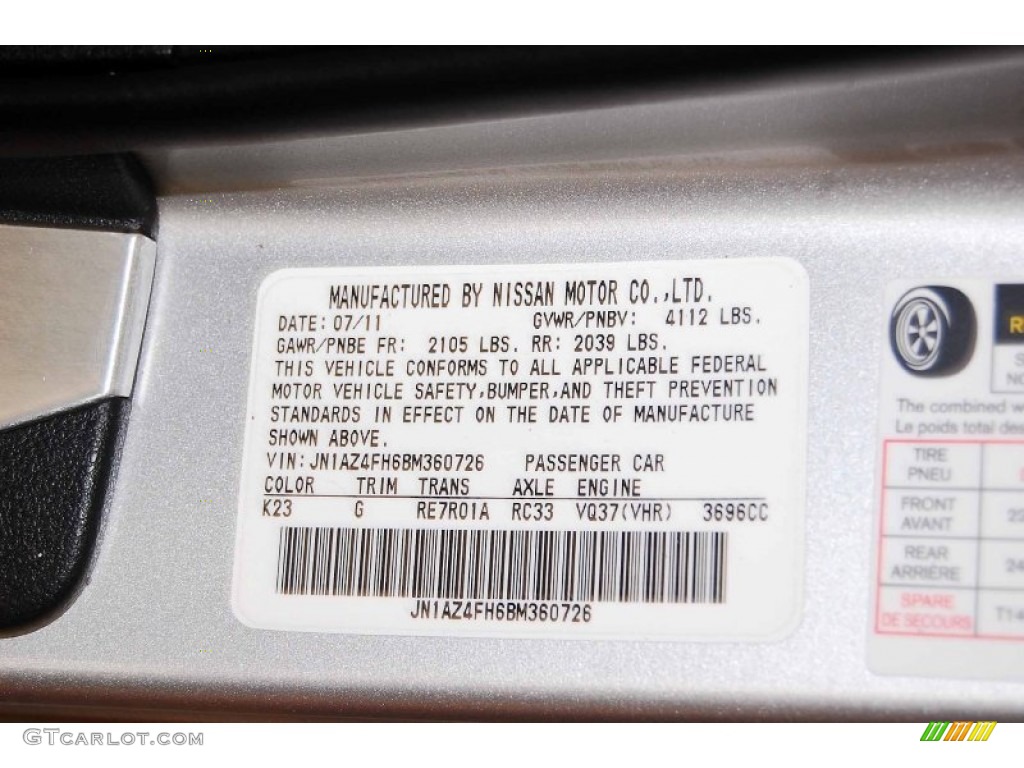 MANUFACTURED BY NISSAN MOTOR CO.,LTD.
DATE: 07/11 GVWR/PNBV: 4112 LBS.
GAWR/PNBE FR: 2105 LBS. RR: 2039 LBS.
THIS VEHICLE CONFORMS TO ALL APPLICABLE FEDERAL
MOTOR VEHICLE SAFETY,BUMPER,AND THEFT PREVENTION
STANDARDS IN EFFECT ON THE DATE OF MANUFACTURE
SHOWN ABOVE.
VIN: JN1AZ4FH6BM360726 PASSENGER CAR
COLOR TRIM TRANS AXLE ENGINE
K23 G RE7R01A RC33 VQ37(VHR) 3696CC
JN1AZ4FH6BM360726
The combined
Le poids total
TIRE
PNEU
FRONT
AVANT
REAR
ARRIÈRE
SPARE
DE SECOURS
GTCARLOT.COM